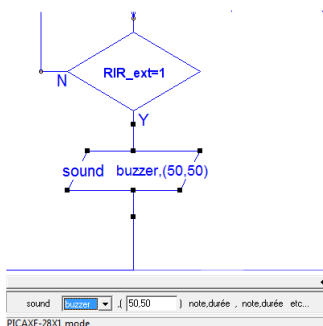 RIR_ext=1
N
Y
sound buzzer,(50,50)
sound buzzer ,( 50,50 ) note,durée , note,durée etc...
PICAXE-28X1 mode